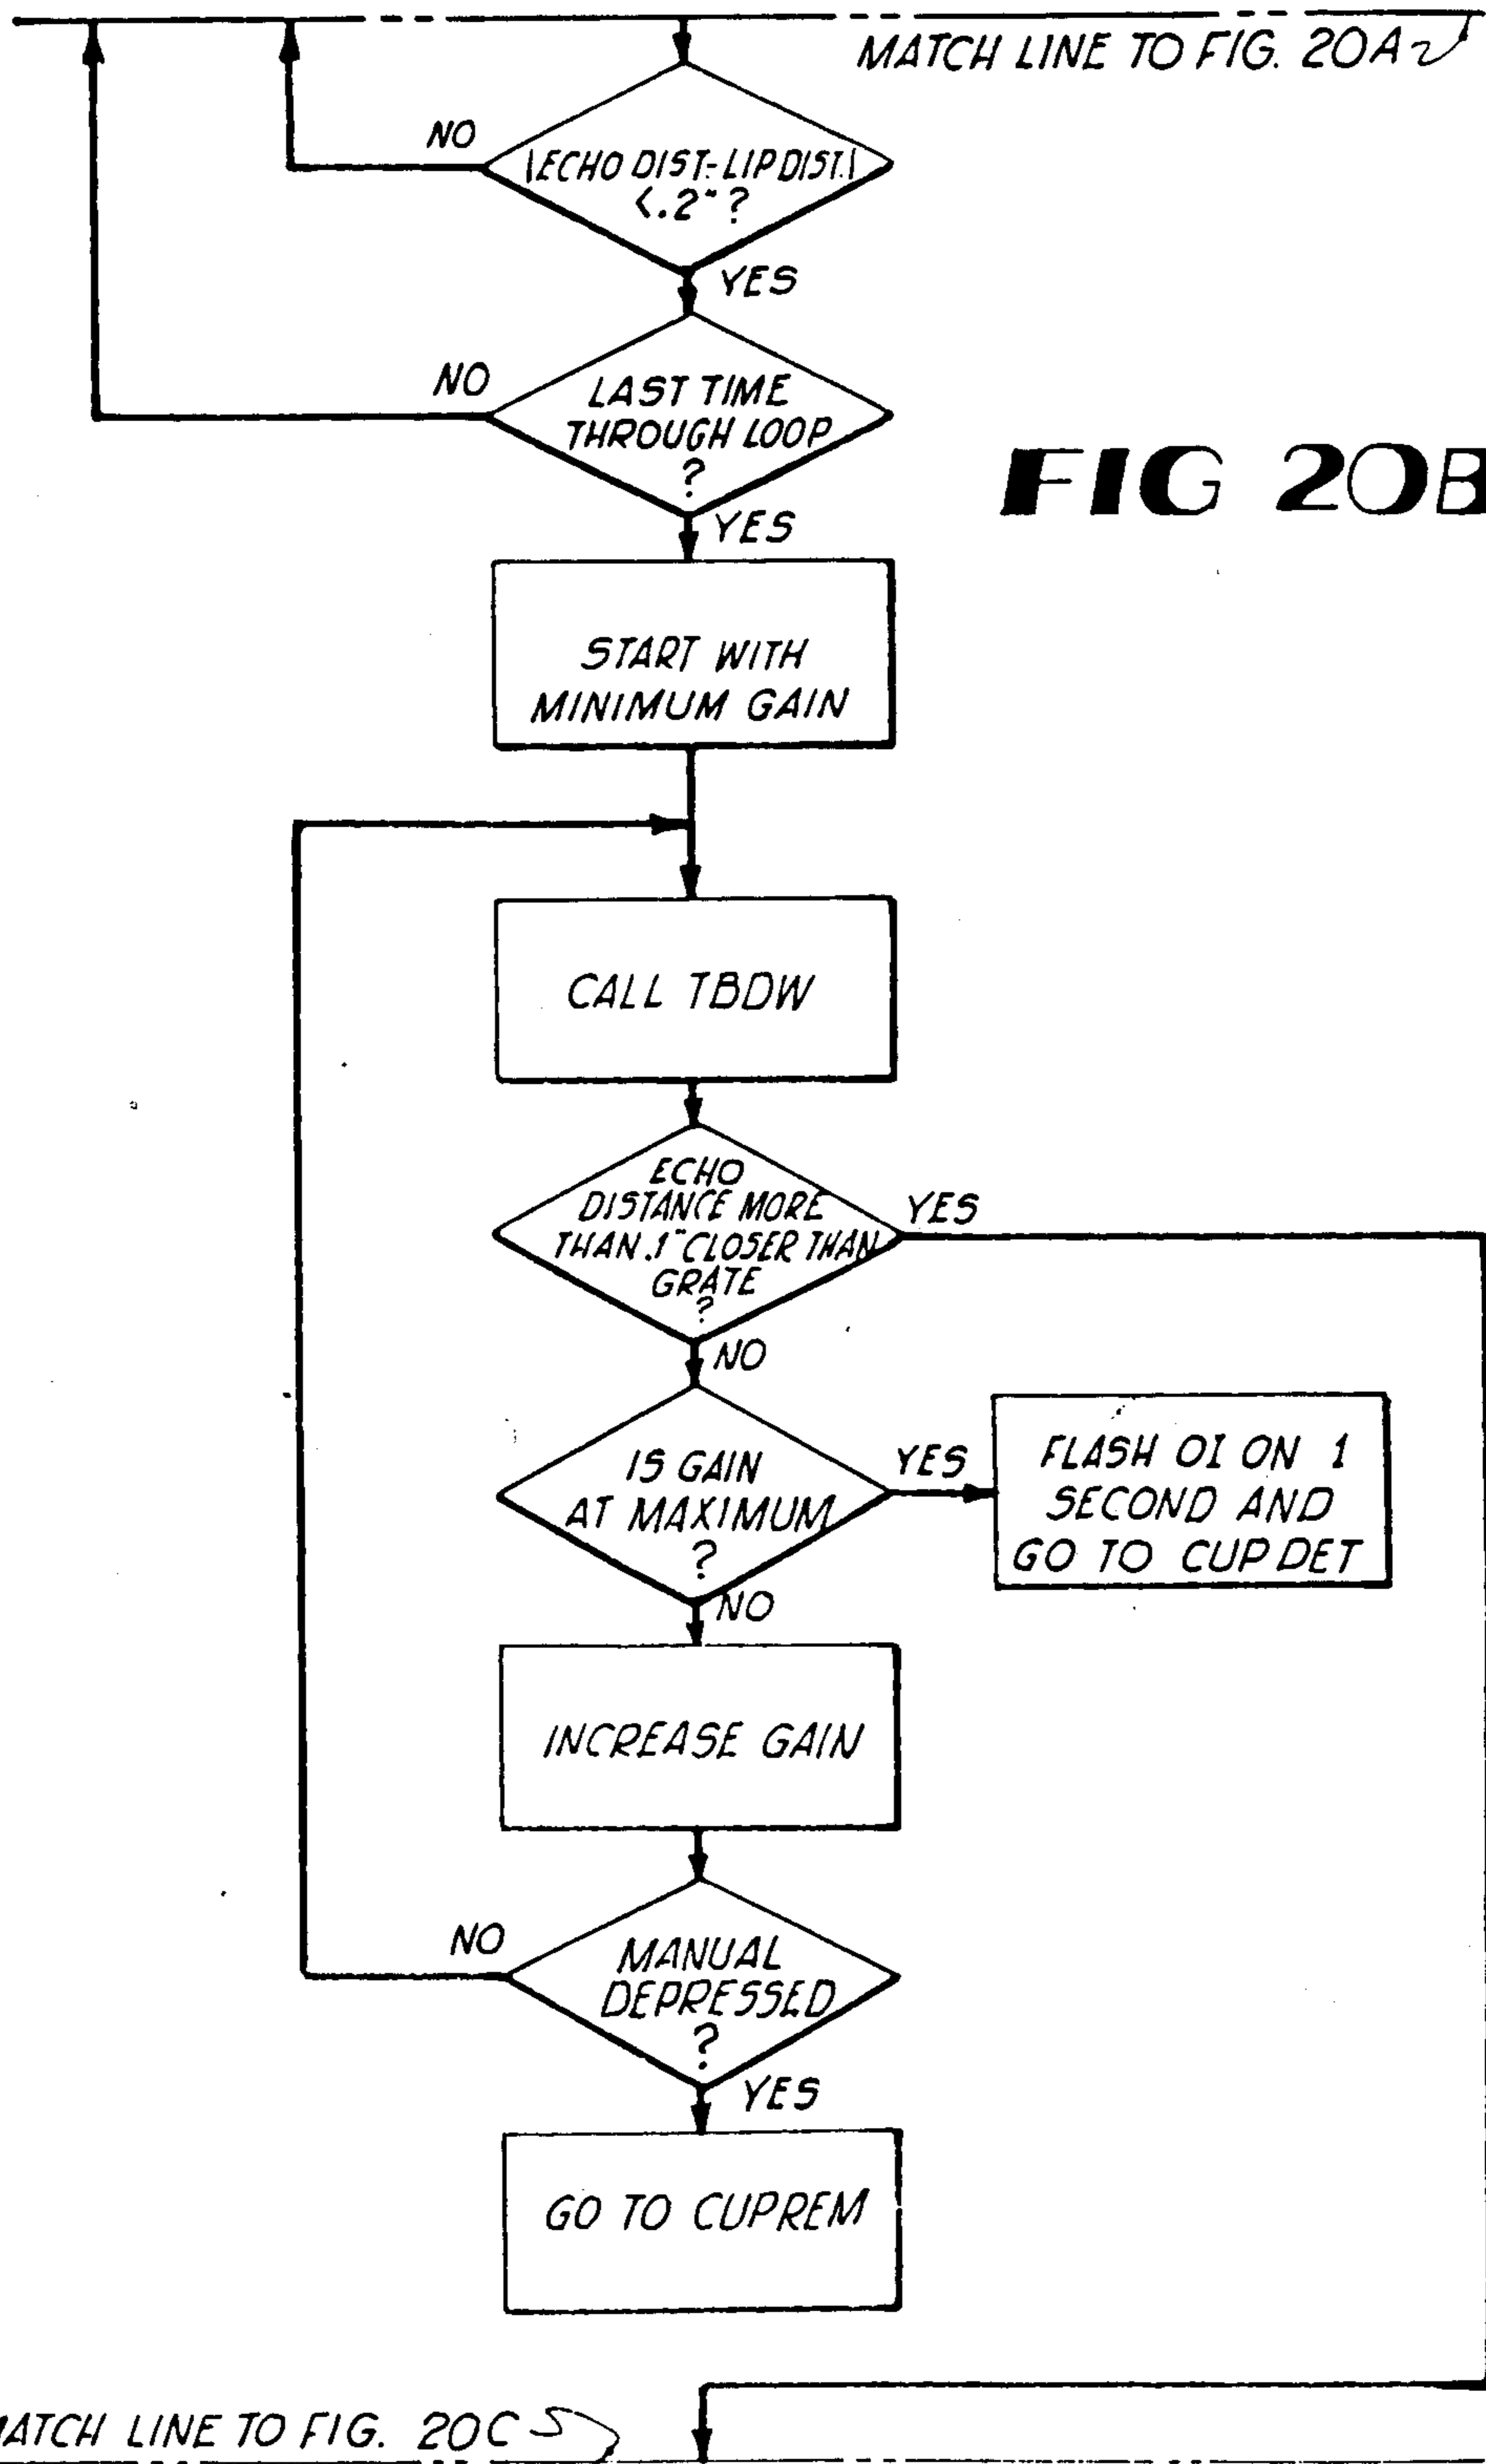 MATCH LINE TO FIG. 20A
NO
|ECHO DIST.-LIP DIST.|
<.2" ?
YES
NO
LAST TIME
THROUGH LOOP
?
YES
FIG 20B
START WITH
MINIMUM GAIN
CALL TBDW
ECHO
DISTANCE MORE
THAN .1" CLOSER THAN
GRATE
?
YES
NO
IS GAIN
AT MAXIMUM
?
YES
FLASH OI ON 1
SECOND AND
GO TO CUP DET
NO
INCREASE GAIN
NO
MANUAL
DEPRESSED
?
YES
GO TO CUPREM
MATCH LINE TO FIG. 20C